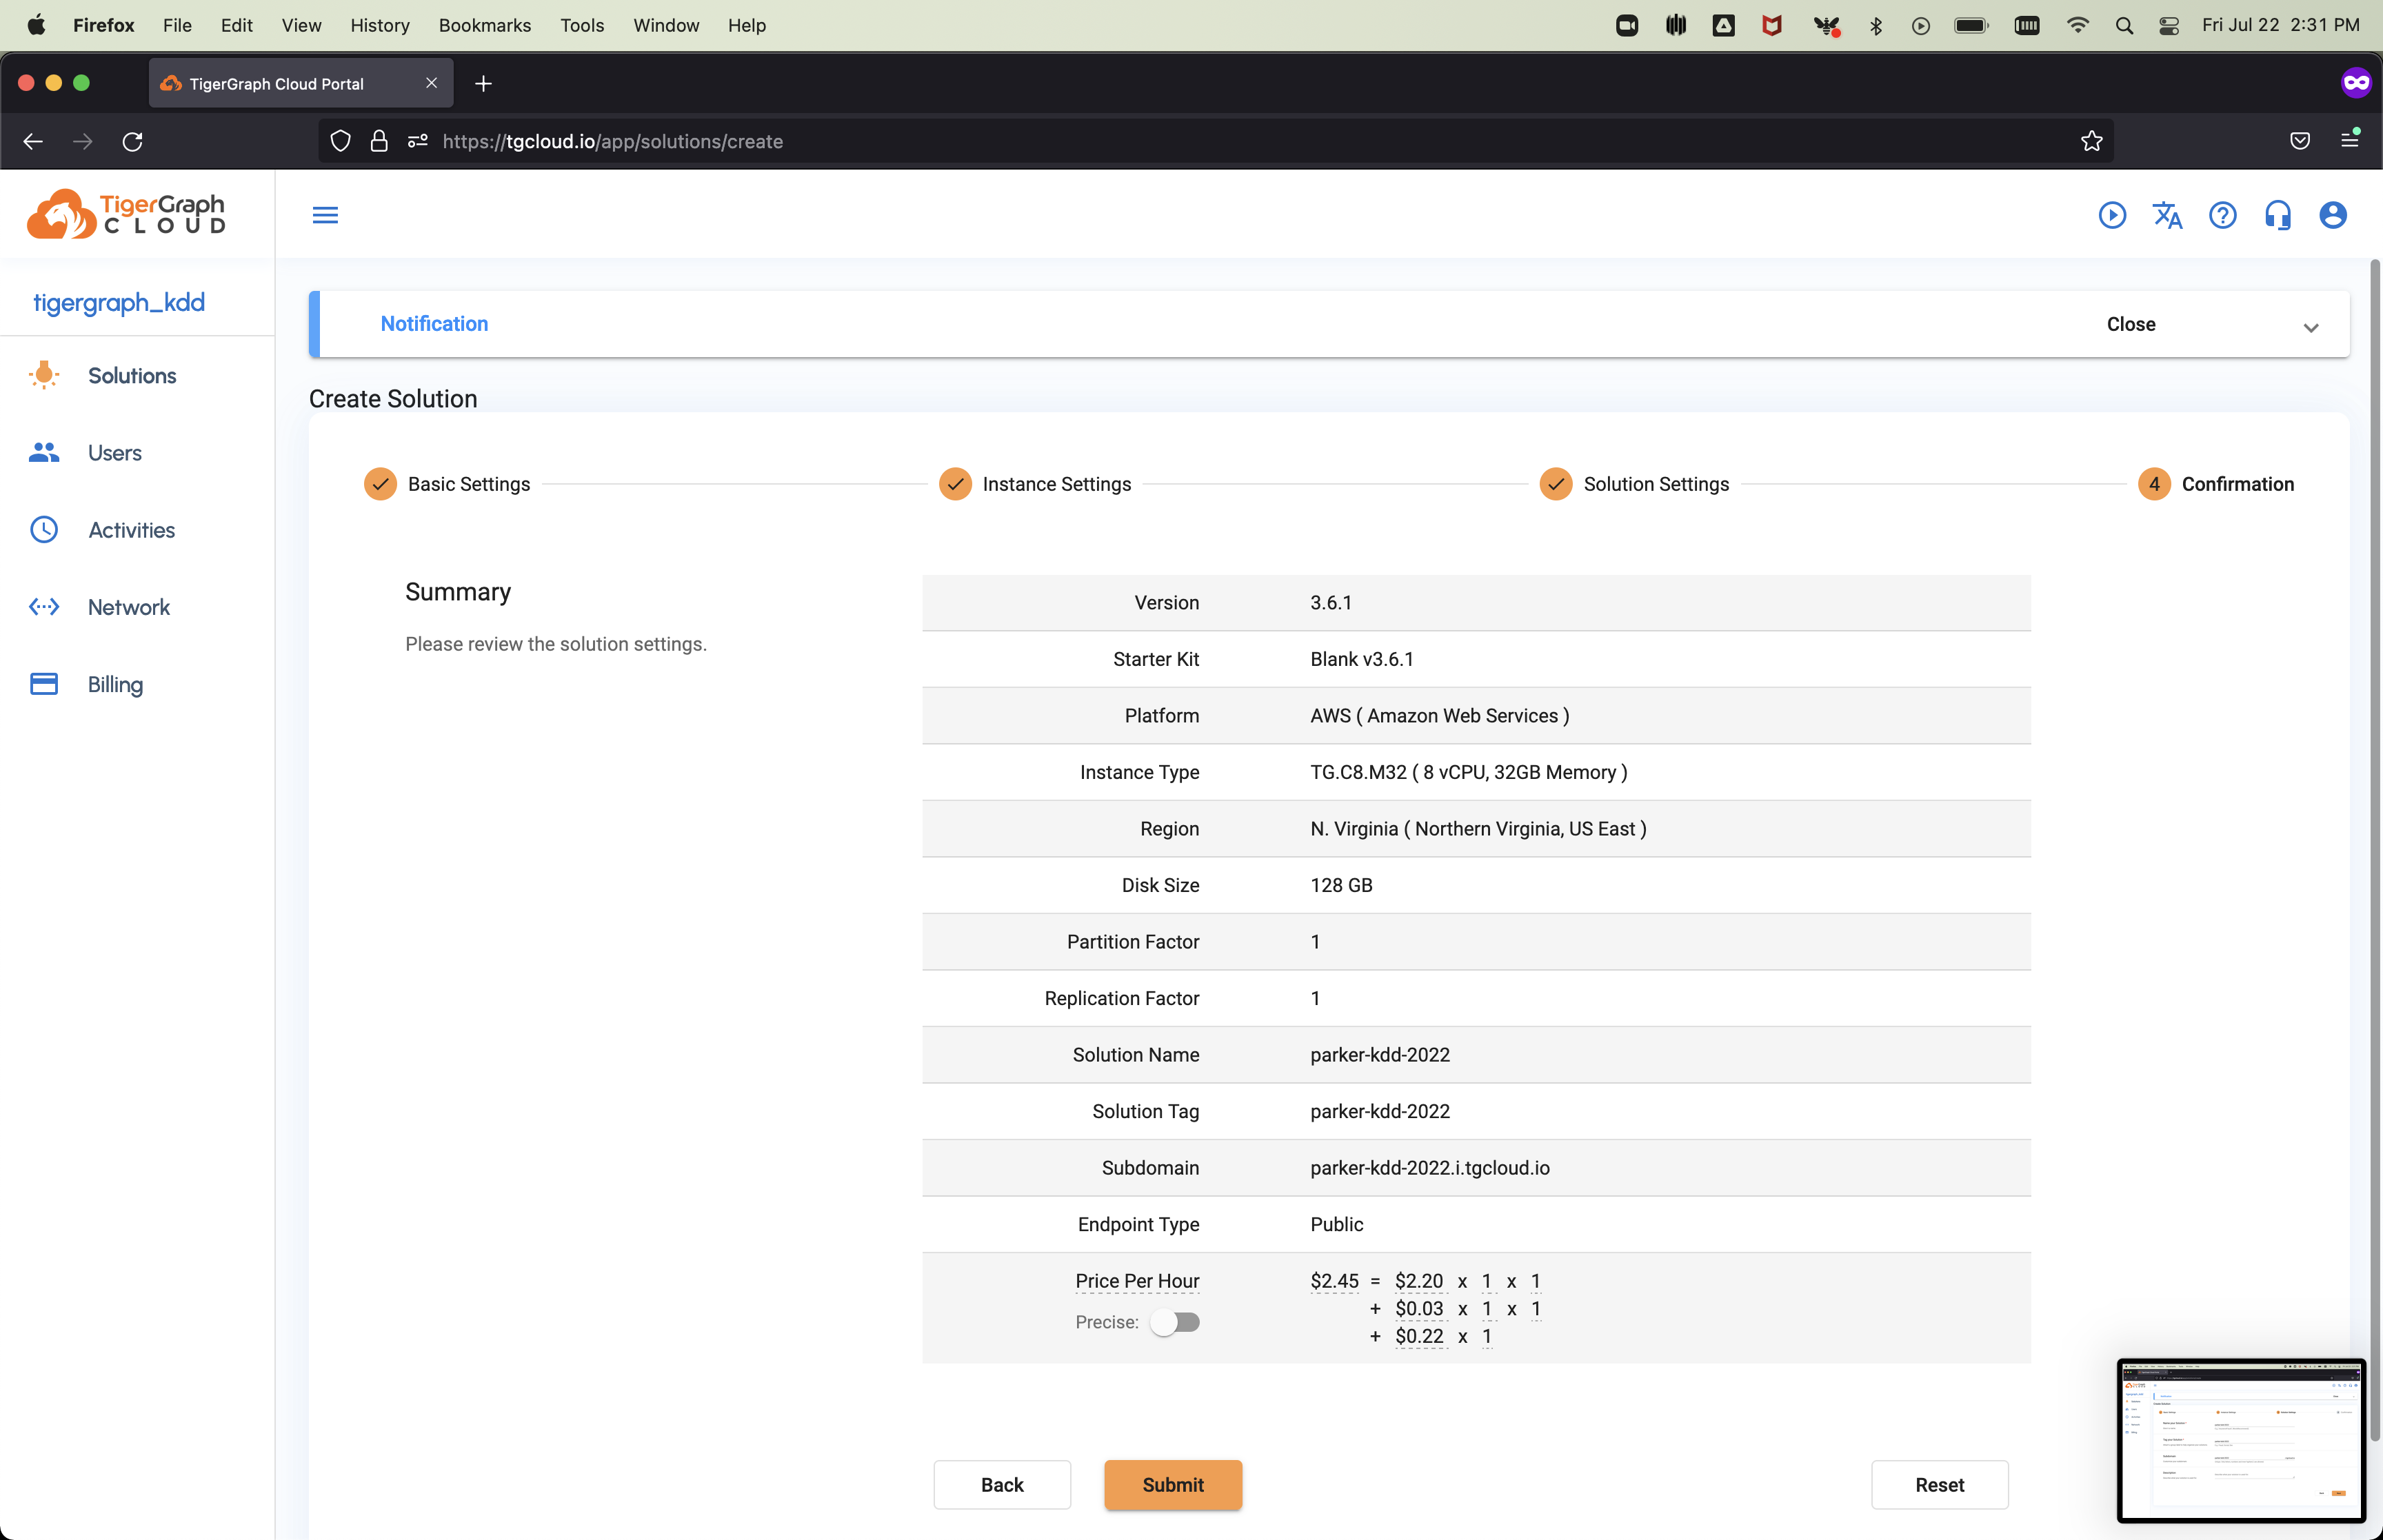 Firefox File Edit View History Bookmarks Tools Window Help Fri Jul 22 2:31 PM
TigerGraph Cloud Portal
https://tgcloud.io/app/solutions/create
TigerGraph
CLOUD
tigergraph_kdd
Notification Close
Solutions
Create Solution
Users
Basic Settings Instance Settings Solution Settings 4 Confirmation
Activities
Network
Billing
Summary
Please review the solution settings.
Version 3.6.1
Starter Kit Blank v3.6.1
Platform AWS ( Amazon Web Services )
Instance Type TG.C8.M32 ( 8 vCPU, 32GB Memory )
Region N. Virginia ( Northern Virginia, US East )
Disk Size 128 GB
Partition Factor 1
Replication Factor 1
Solution Name parker-kdd-2022
Solution Tag parker-kdd-2022
Subdomain parker-kdd-2022.i.tgcloud.io
Endpoint Type Public
Price Per Hour $2.45 = $2.20 x 1 x 1
+ $0.03 x 1 x 1
Precise:
+ $0.22 x 1
Back Submit Reset